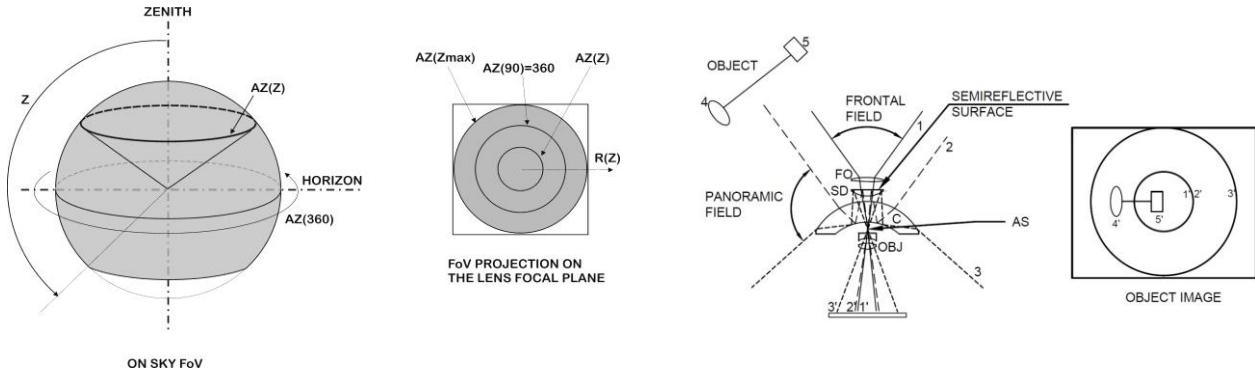 ZENITH
Z
AZ(Z)
HORIZON
AZ(360)
ON SKY FoV
AZ(Zmax)
AZ(90)=360
AZ(Z)
R(Z)
FoV PROJECTION ON
THE LENS FOCAL PLANE
5
OBJECT
4
FRONTAL
FIELD
SEMIREFLECTIVE
SURFACE
1
2
FO
SD
PANORAMIC
FIELD
C
AS
OBJ
3
3' 2' 1'
1' 2' 3'
4' 5'
OBJECT IMAGE